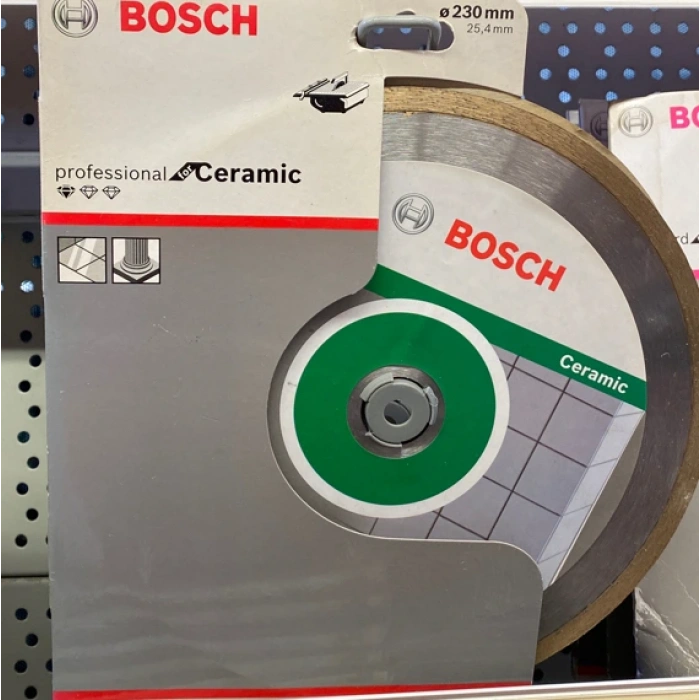 BOSCH
ø 230 mm
25,4 mm
professional for Ceramic
BOSCH
Ceramic